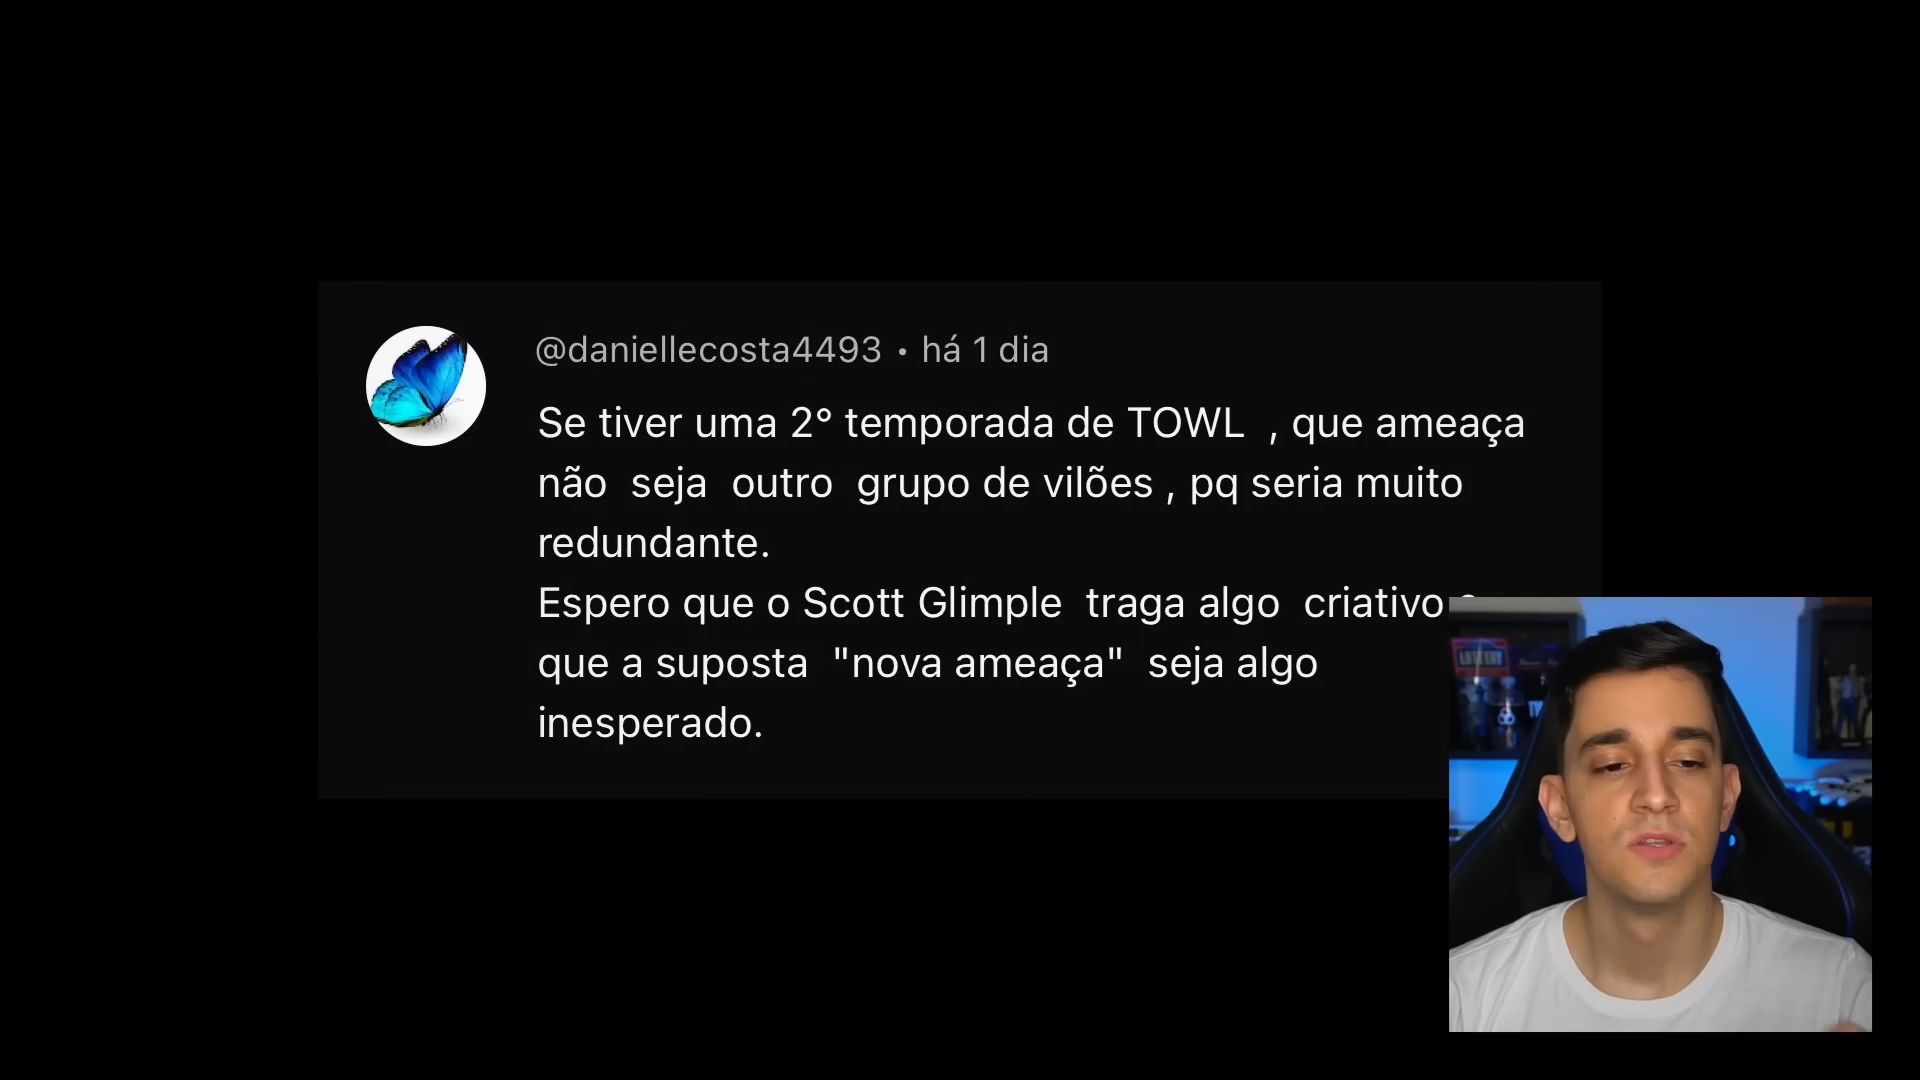 @daniellecosta4493 • há 1 dia
Se tiver uma 2° temporada de TOWL , que ameaça
não seja outro grupo de vilões , pq seria muito
redundante.
Espero que o Scott Glimple traga algo criativo
que a suposta "nova ameaça" seja algo
inesperado.
LOTTERY